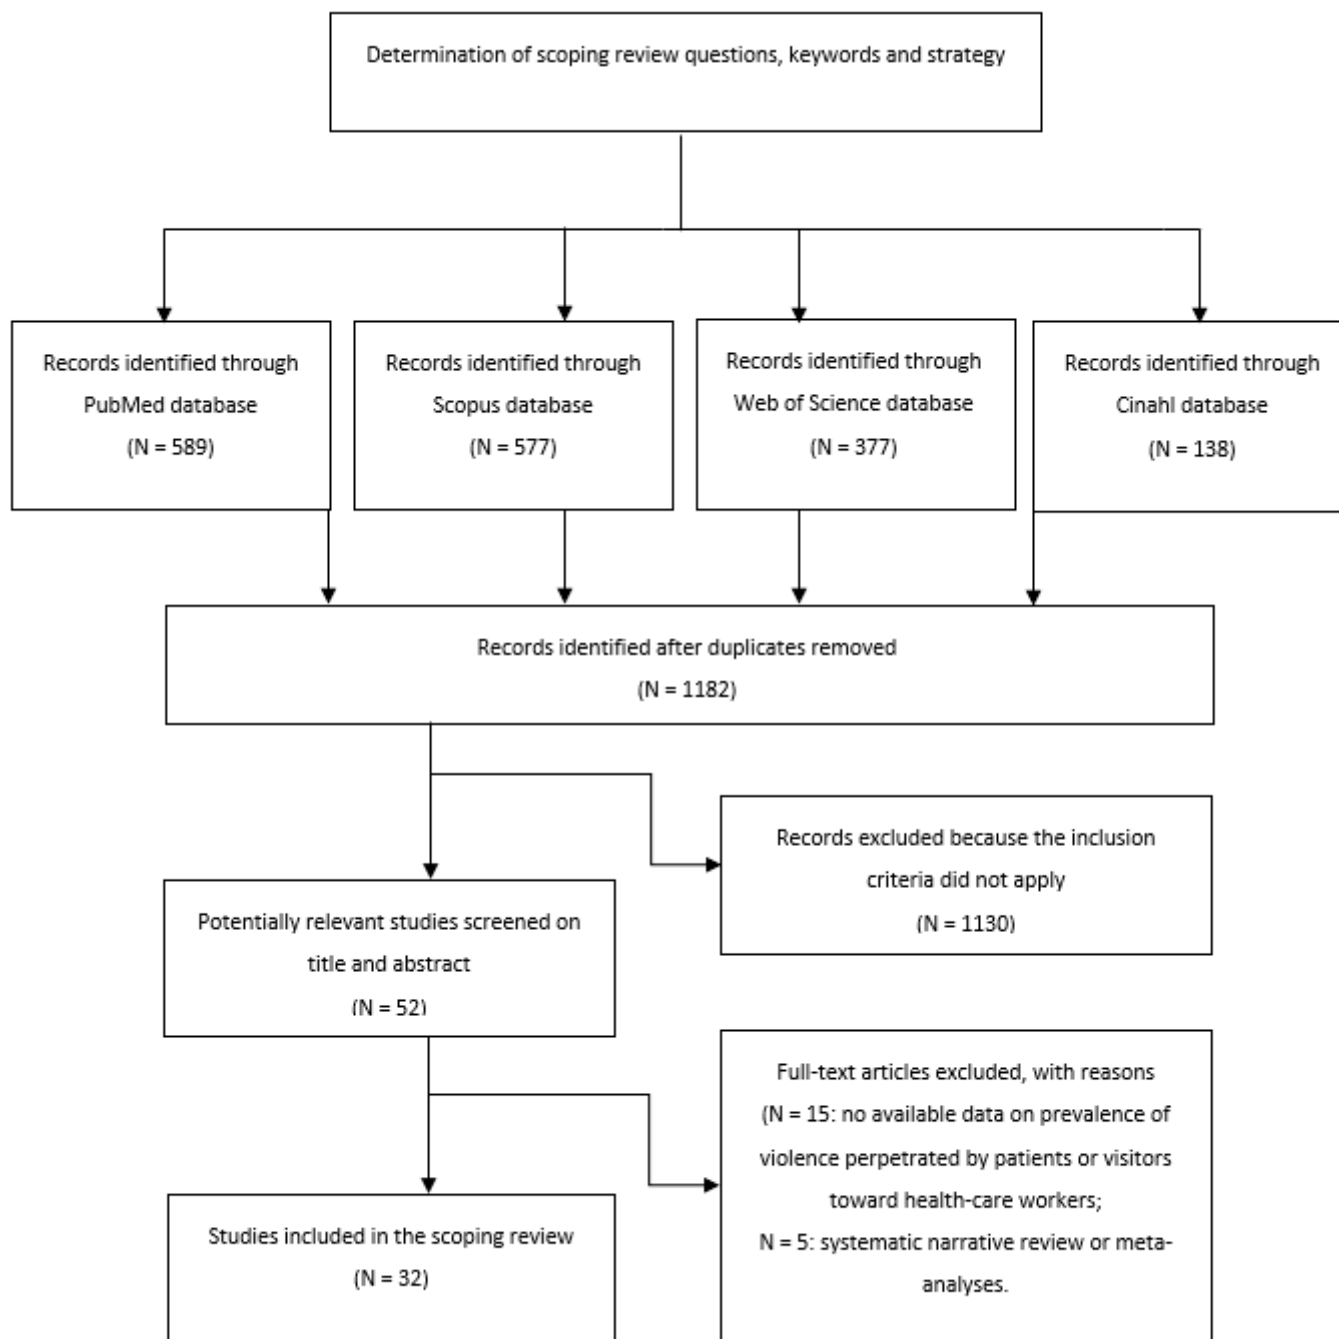 Determination of scoping review questions, keywords and strategy
Records identified through
PubMed database
(N = 589)
Records identified through
Scopus database
(N = 577)
Records identified through
Web of Science database
(N = 377)
Records identified through
Cinahl database
(N = 138)
Records identified after duplicates removed
(N = 1182)
Records excluded because the inclusion
criteria did not apply
(N = 1130)
Potentially relevant studies screened on
title and abstract
(N = 52)
Full-text articles excluded, with reasons
(N = 15: no available data on prevalence of
violence perpetrated by patients or visitors
toward health-care workers;
N = 5: systematic narrative review or meta-
analyses.
Studies included in the scoping review
(N = 32)